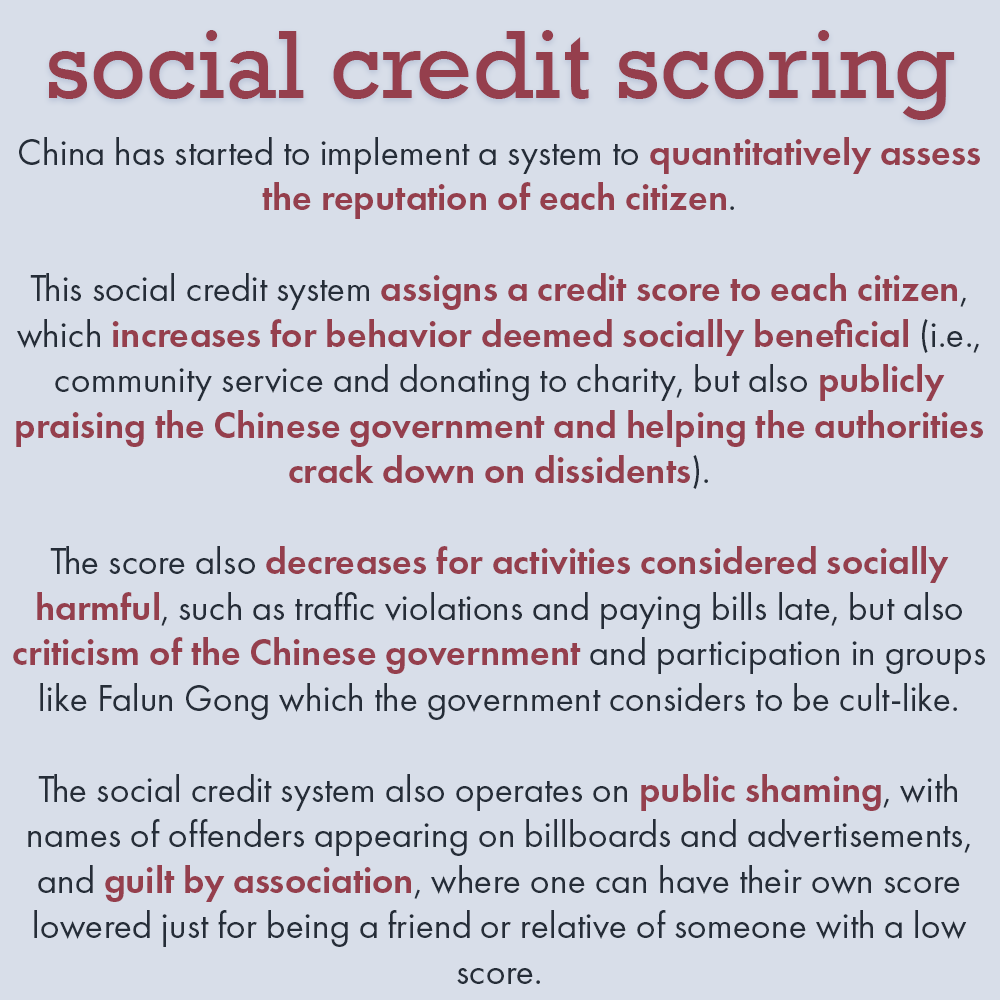 social credit scoring
China has started to implement a system to quantitatively assess
the reputation of each citizen.
This social credit system assigns a credit score to each citizen,
which increases for behavior deemed socially beneficial (i.e.,
community service and donating to charity, but also publicly
praising the Chinese government and helping the authorities
crack down on dissidents).
The score also decreases for activities considered socially
harmful, such as traffic violations and paying bills late, but also
criticism of the Chinese government and participation in groups
like Falun Gong which the government considers to be cult-like.
The social credit system also operates on public shaming, with
names of offenders appearing on billboards and advertisements,
and guilt by association, where one can have their own score
lowered just for being a friend or relative of someone with a low
score.